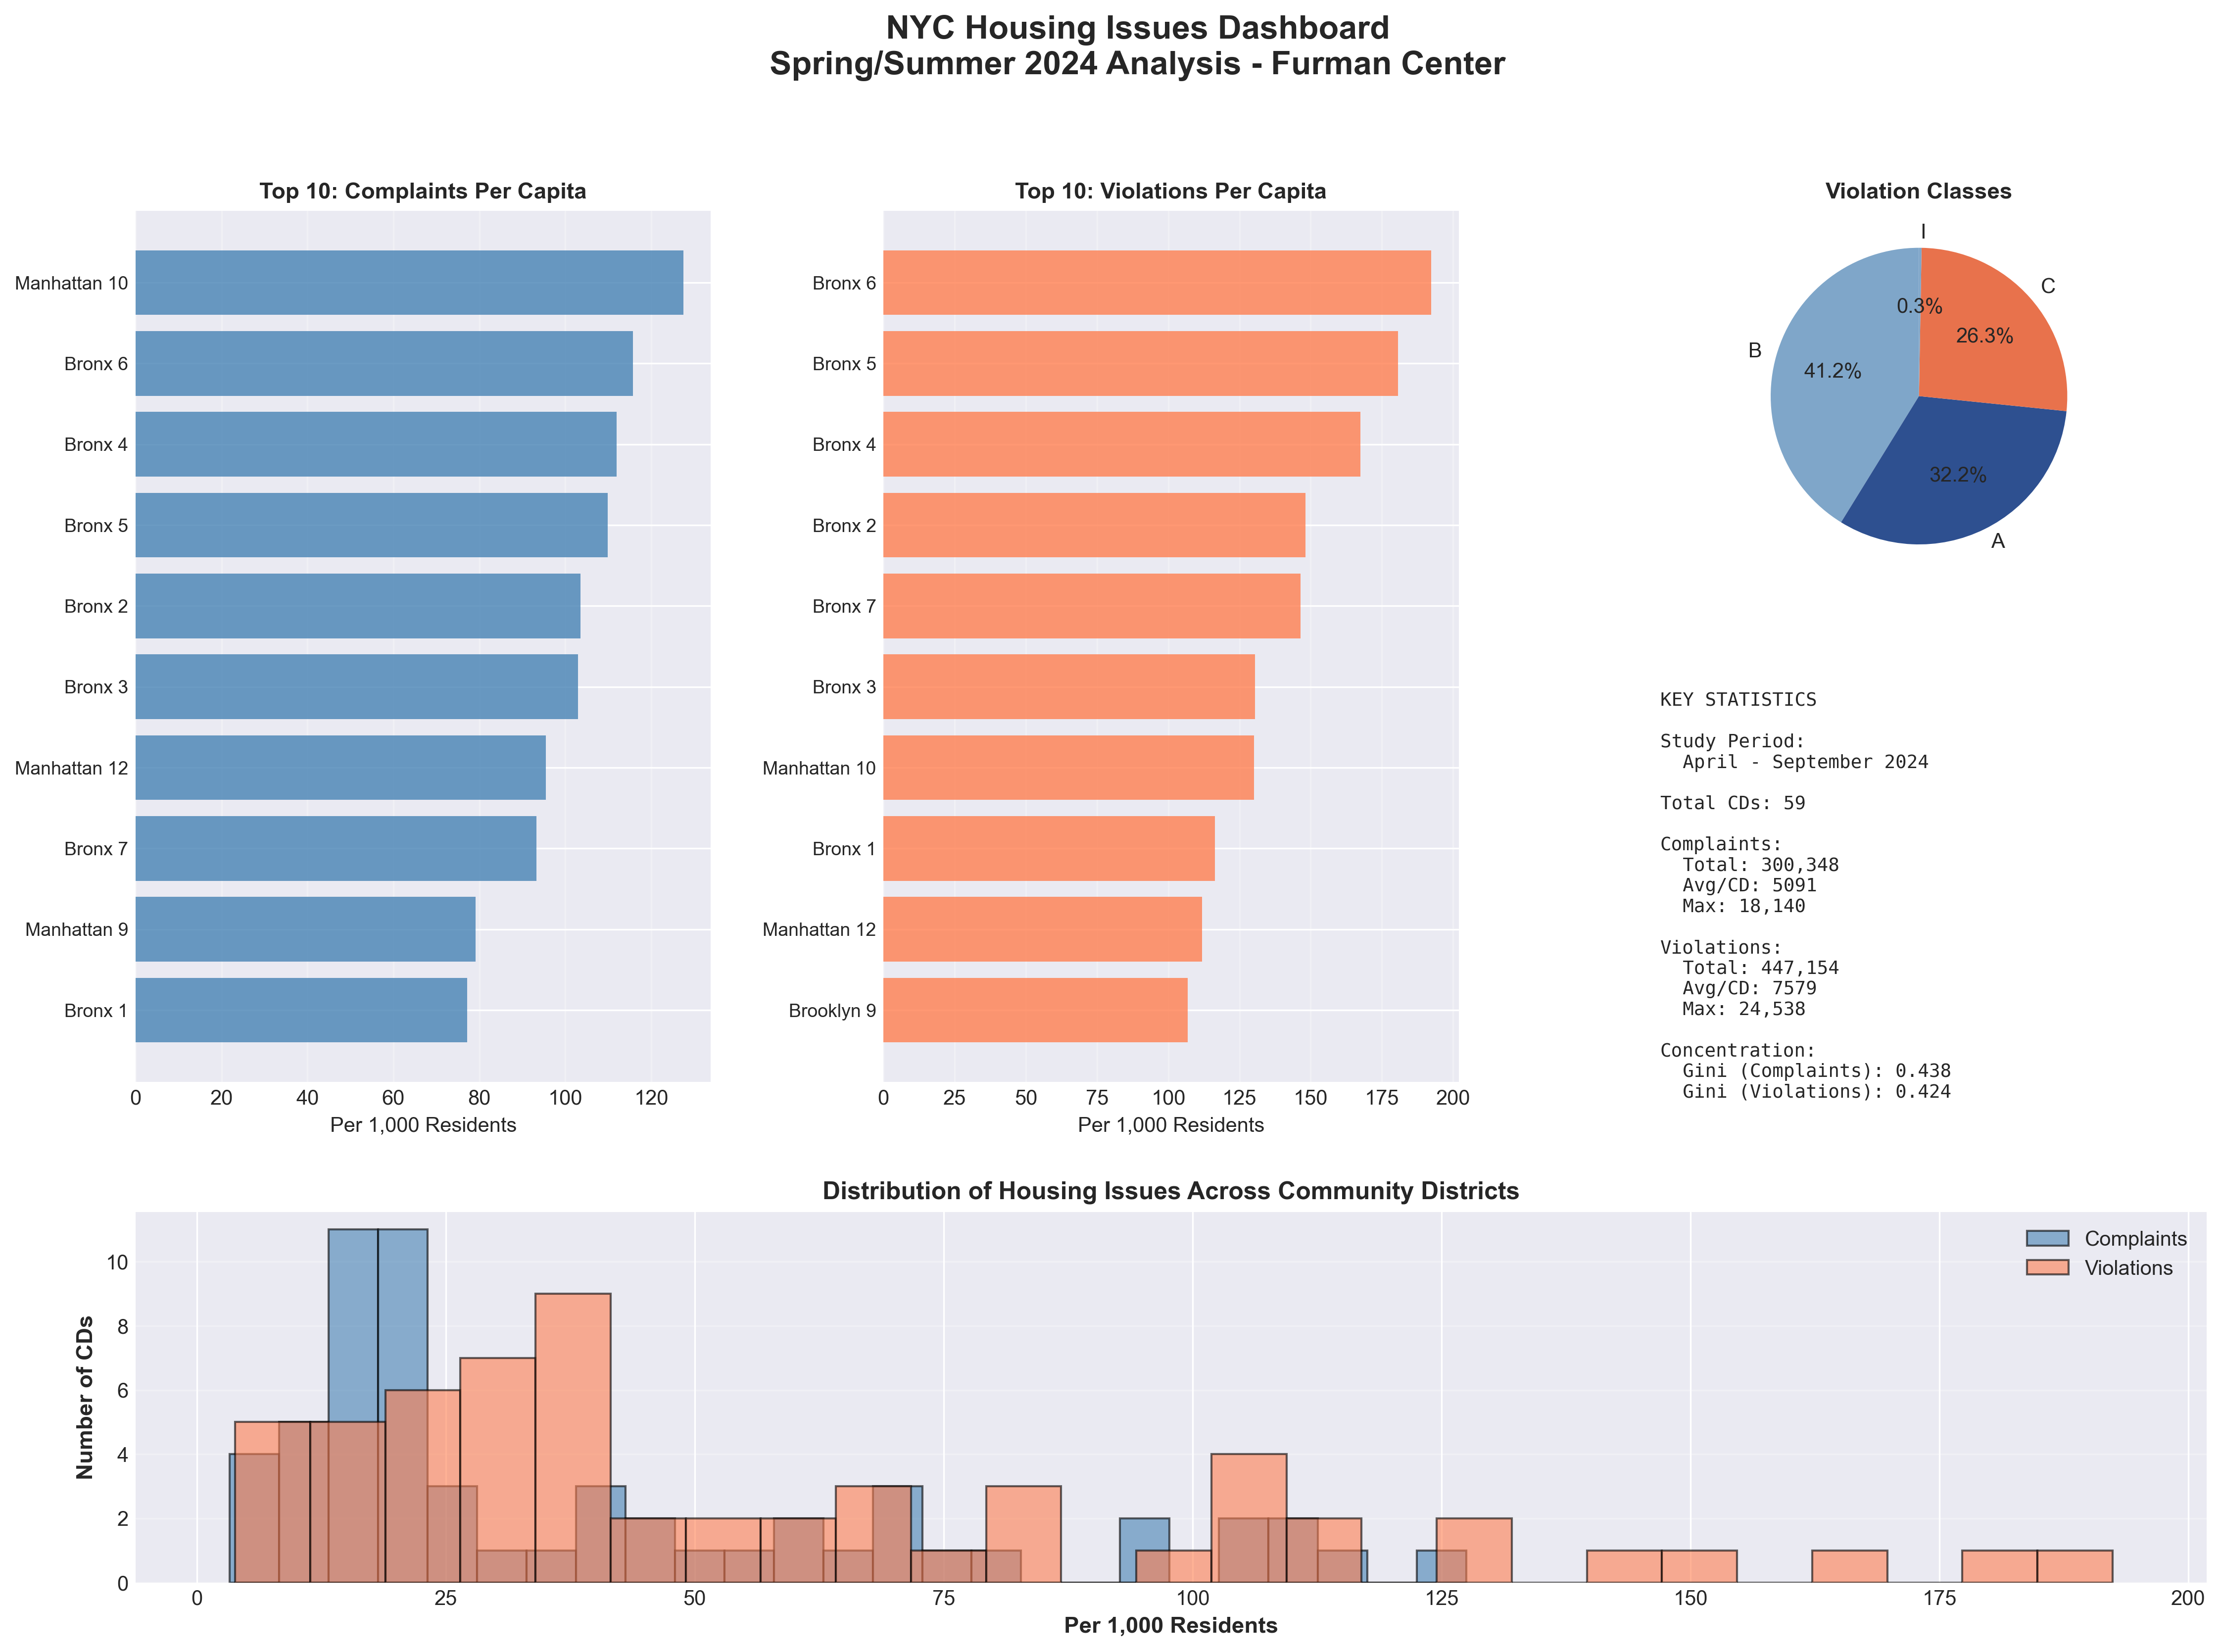 NYC Housing Issues Dashboard
Spring/Summer 2024 Analysis - Furman Center
Top 10: Complaints Per Capita
Manhattan 10
Bronx 6
Bronx 4
Bronx 5
Bronx 2
Bronx 3
Manhattan 12
Bronx 7
Manhattan 9
Bronx 1
0 20 40 60 80 100 120
Per 1,000 Residents
Top 10: Violations Per Capita
Bronx 6
Bronx 5
Bronx 4
Bronx 2
Bronx 7
Bronx 3
Manhattan 10
Bronx 1
Manhattan 12
Brooklyn 9
0 25 50 75 100 125 150 175 200
Per 1,000 Residents
Violation Classes
I
C
0.3%
26.3%
B
41.2%
32.2%
A
KEY STATISTICS
Study Period:
April - September 2024
Total CDs: 59
Complaints:
Total: 300,348
Avg/CD: 5091
Max: 18,140
Violations:
Total: 447,154
Avg/CD: 7579
Max: 24,538
Concentration:
Gini (Complaints): 0.438
Gini (Violations): 0.424
Distribution of Housing Issues Across Community Districts
Complaints
Violations
Number of CDs
10
8
6
4
2
0
0 25 50 75 100 125 150 175 200
Per 1,000 Residents